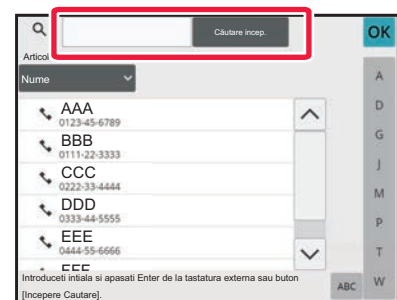 Căutare incep.
OK
Articol
Nume
AAA
0123-45-6789
BBB
0111-22-3333
CCC
0222-33-4444
DDD
0333-44-5555
EEE
0444-55-6666
FFF
A
D
G
J
M
P
T
W
ABC
Introduceti intiala si apasati Enter de la tastatura externa sau buton
[Incepere Cautare].